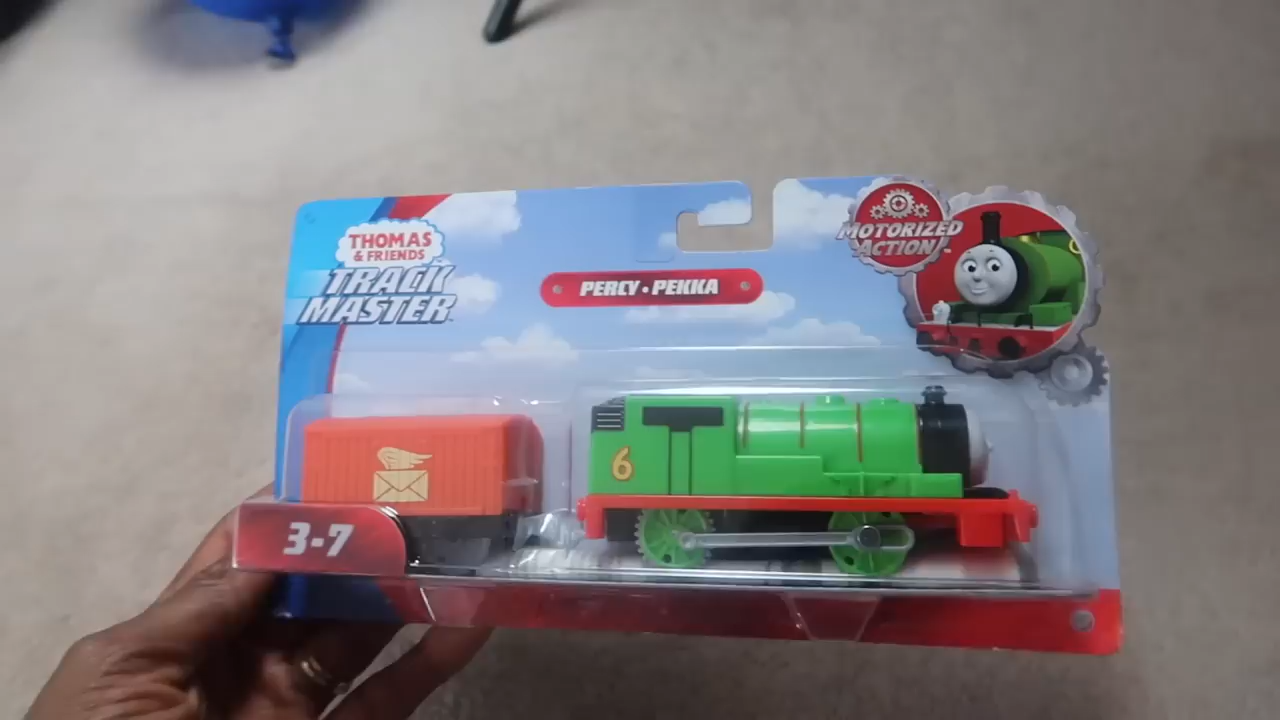 THOMAS
& FRIENDS
TRACK
MASTER
PERCY • PEKKA
MOTORIZED
ACTION
6
3-7